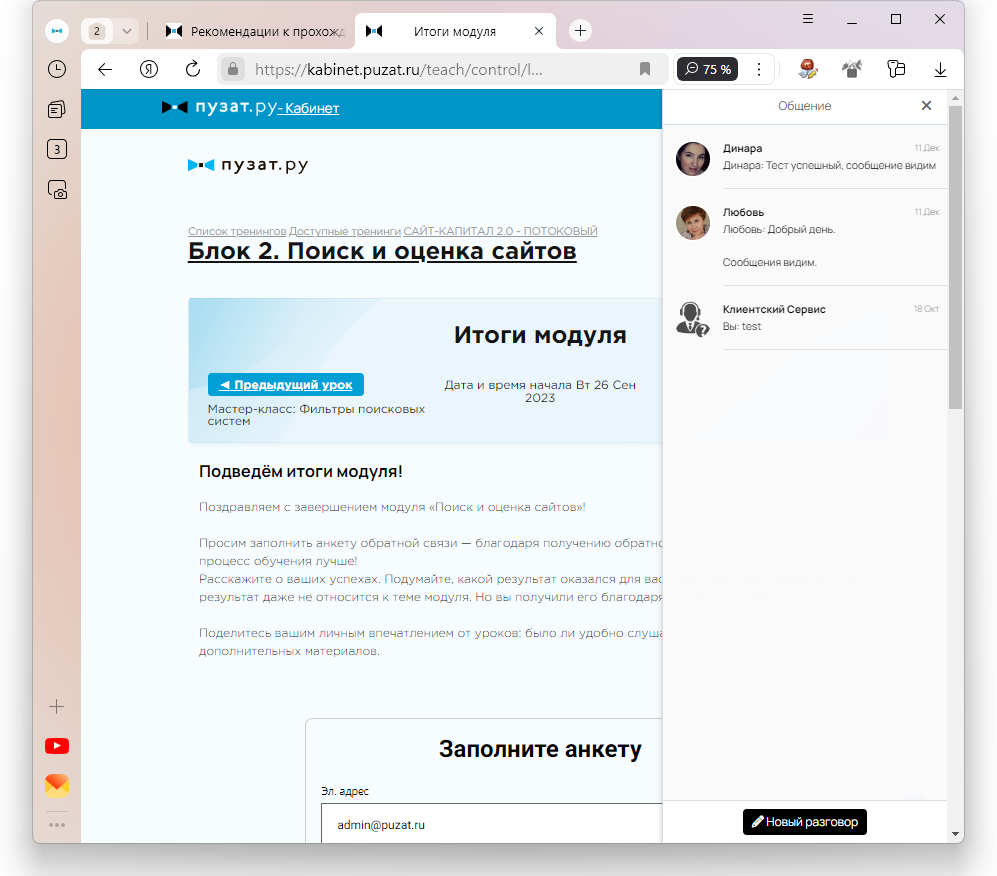 2
Рекомендации к прохожд
Итоги модуля
Я
https://kabinet.puzat.ru/teach/control/l...
75 %
3
пузат.ру - Кабинет
Общение
пузат.ру
Динара
11 Дек
Динара: Тест успешный, сообщение видим
Любовь
11 Дек
Любовь: Добрый день.
Сообщения видим.
Клиентский Сервис
18 Окт
Вы: test
Список тренингов Доступные тренинги САЙТ-КАПИТАЛ 2.0 - ПОТОКОВЫЙ
Блок 2. Поиск и оценка сайтов
Итоги модуля
◄ Предыдущий урок
Мастер-класс: Фильтры поисковых
систем
Дата и время начала Вт 26 Сен
2023
Подведём итоги модуля!
Поздравляем с завершением модуля «Поиск и оценка сайтов»!
Просим заполнить анкету обратной связи — благодаря получению обратно
процесс обучения лучше!
Расскажите о ваших успехах. Подумайте, какой результат оказался для вас
результат даже не относится к теме модуля. Но вы получили его благодаря
Поделитесь вашим личным впечатлением от уроков: было ли удобно слуша
дополнительных материалов.
Заполните анкету
Эл. адрес
admin@puzat.ru
Новый разговор